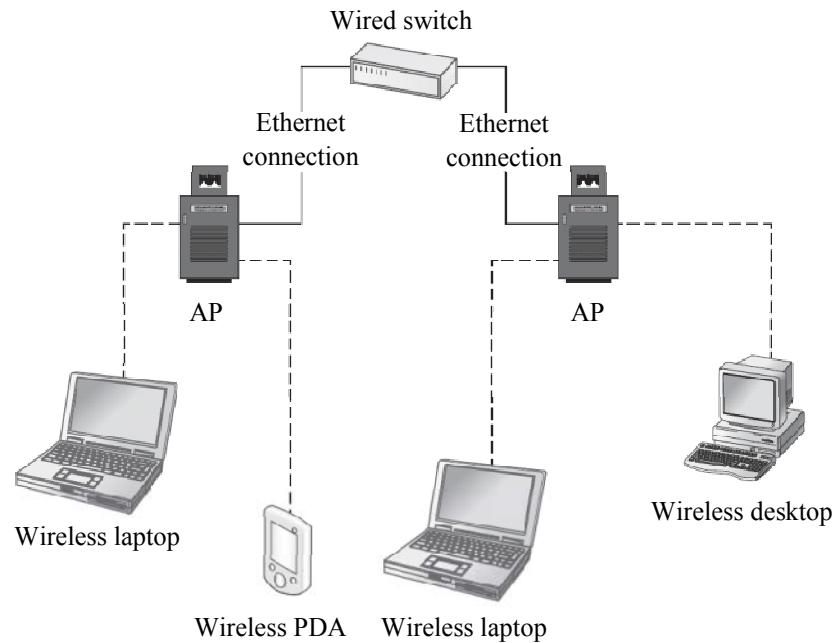 Wired switch
Ethernet
connection
Ethernet
connection
AP
AP
Wireless laptop
Wireless desktop
Wireless PDA
Wireless laptop